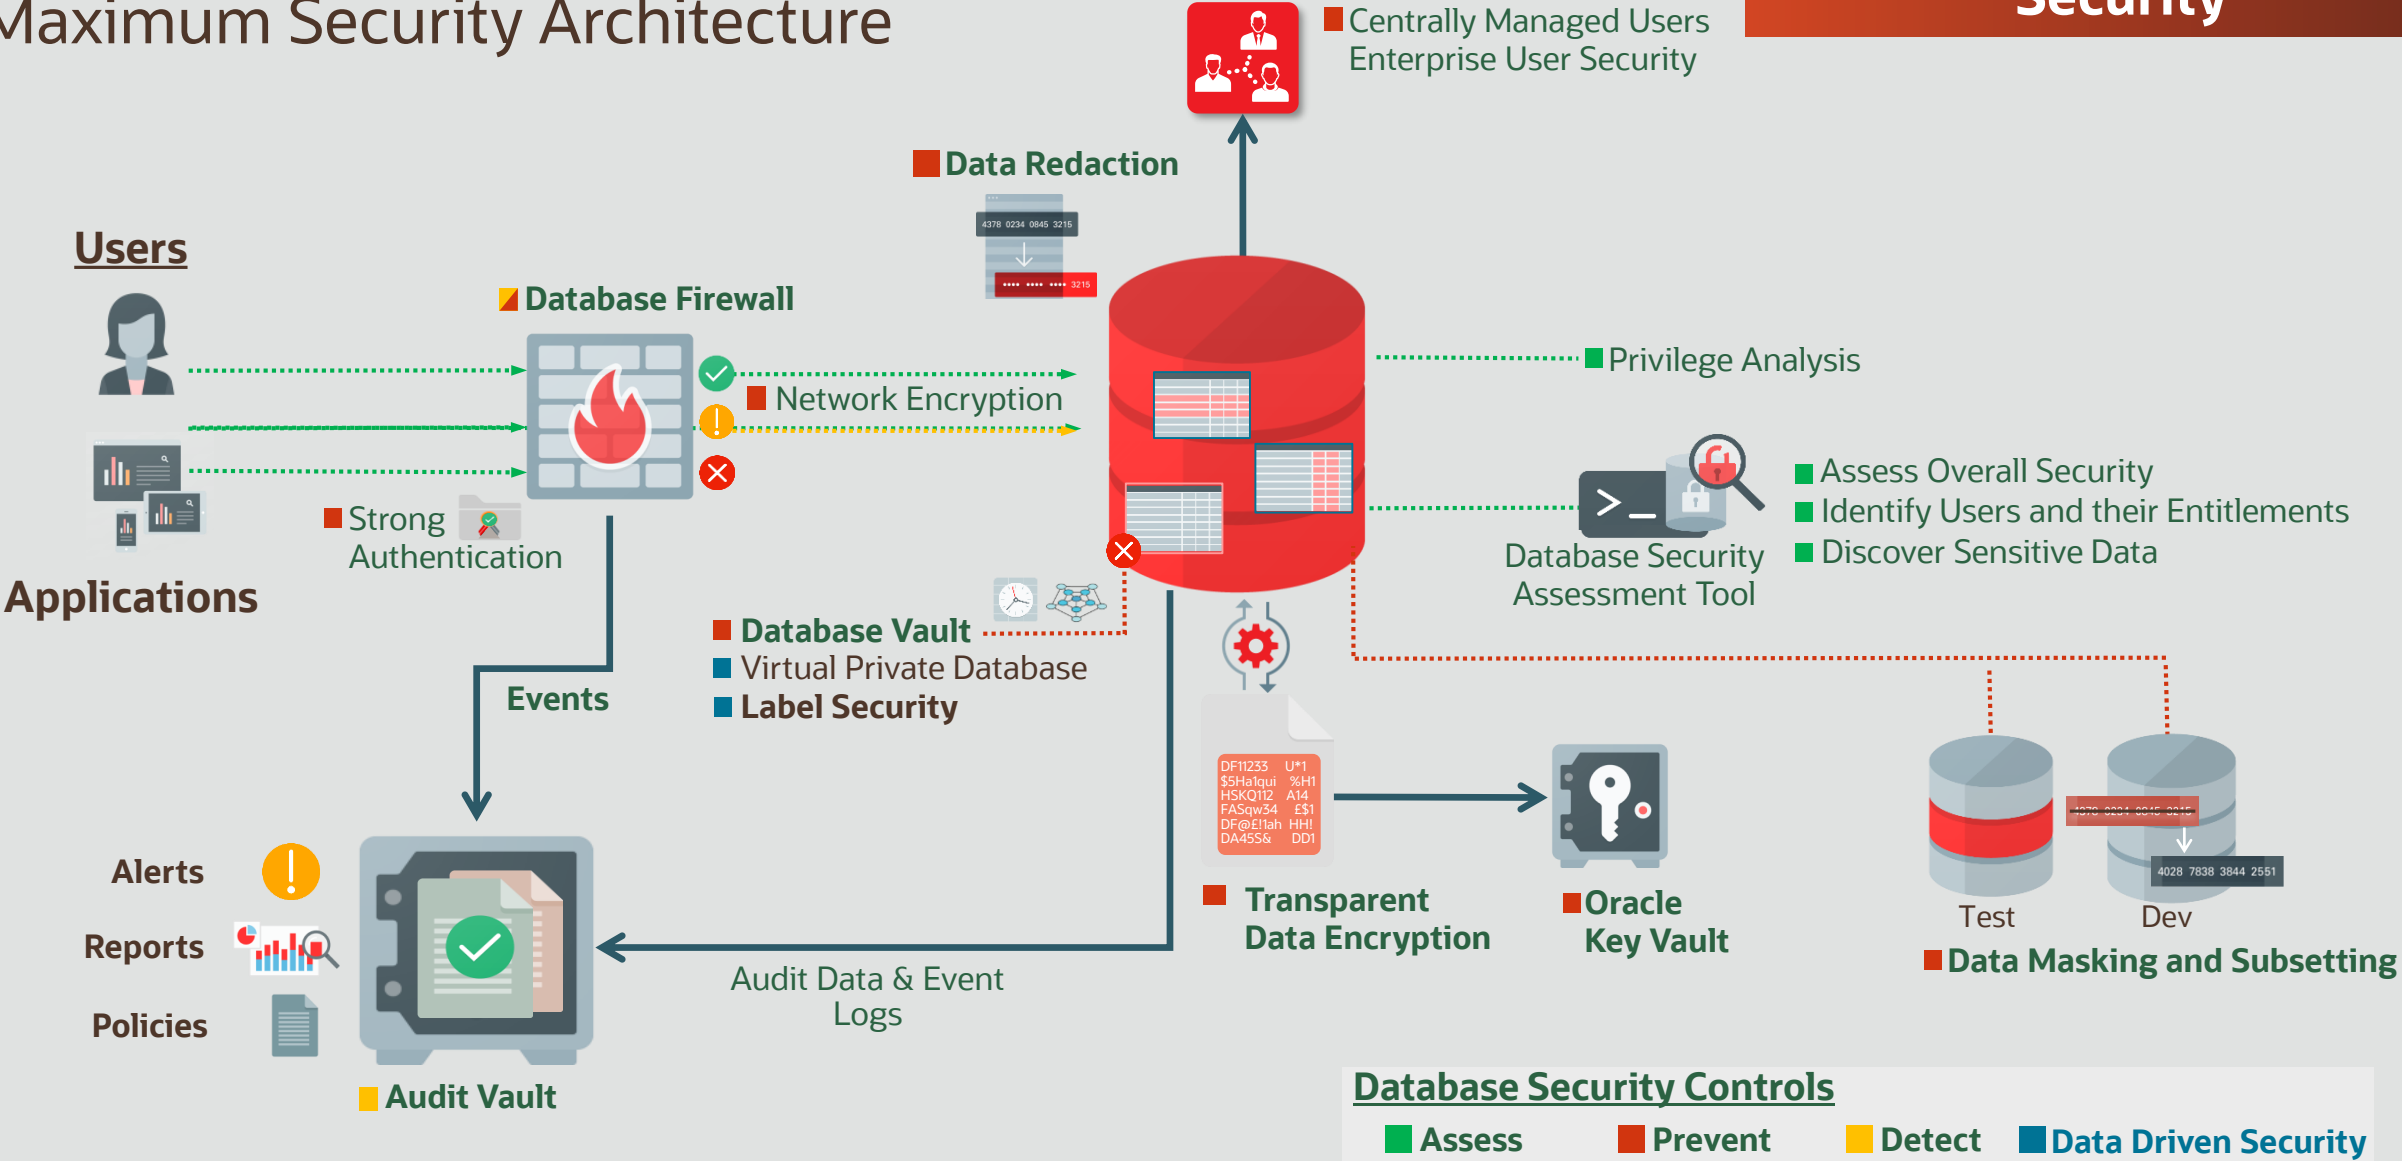 Maximum Security Architecture
Security
Centrally Managed Users
Enterprise User Security
Data Redaction
4378 0234 0845 3215
•••• •••• •••• 3215
Users
Database Firewall
Network Encryption
Privilege Analysis
Strong
Authentication
Applications
>_
Database Security
Assessment Tool
Assess Overall Security
Identify Users and their Entitlements
Discover Sensitive Data
Database Vault
Virtual Private Database
Label Security
Events
DF11233 U*1
$5Ha1qui %H1
HSKQ112 A14
FASqw34 £$1
DF@£!1ah HH!
DA45S& DD1
Transparent
Data Encryption
Oracle
Key Vault
4378 0234 0845 3215
4028 7838 3844 2551
Test
Dev
Data Masking and Subsetting
Alerts
Reports
Policies
Audit Data & Event
Logs
Audit Vault
Database Security Controls
Assess
Prevent
Detect
Data Driven Security